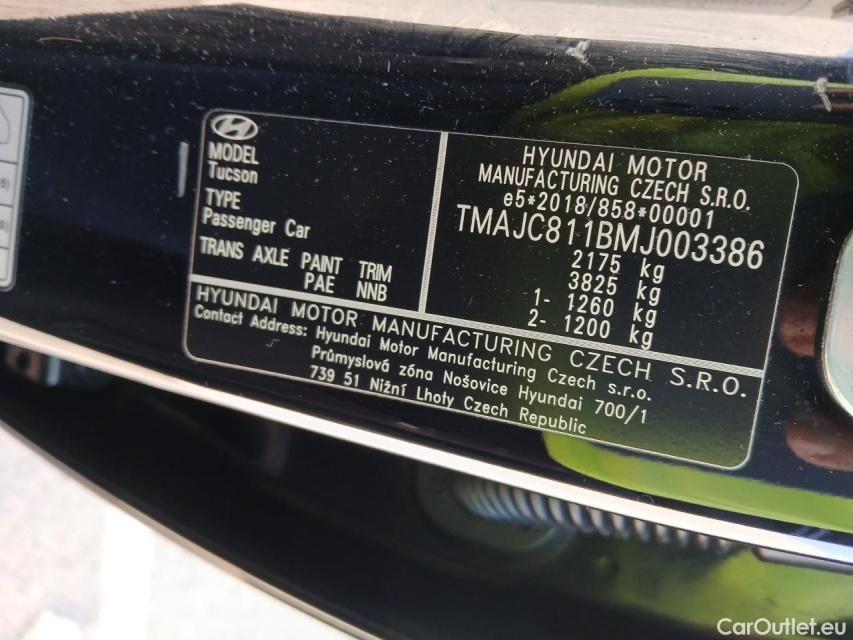 MODEL
Tucson
TYPE
Passenger Car
TRANS AXLE PAINT TRIM
PAE NNB
HYUNDAI MOTOR
MANUFACTURING CZECH S.R.O.
e5*2018/858*00001
TMAJC811BMJ003386
2175 kg
3825 kg
1- 1260 kg
2- 1200 kg
HYUNDAI MOTOR MANUFACTURING CZECH S.R.O.
Contact Address: Hyundai Motor Manufacturing Czech s.r.o.
Průmyslová zóna Nošovice Hyundai 700/1
739 51 Nižní Lhoty Czech Republic
CarOutlet.eu